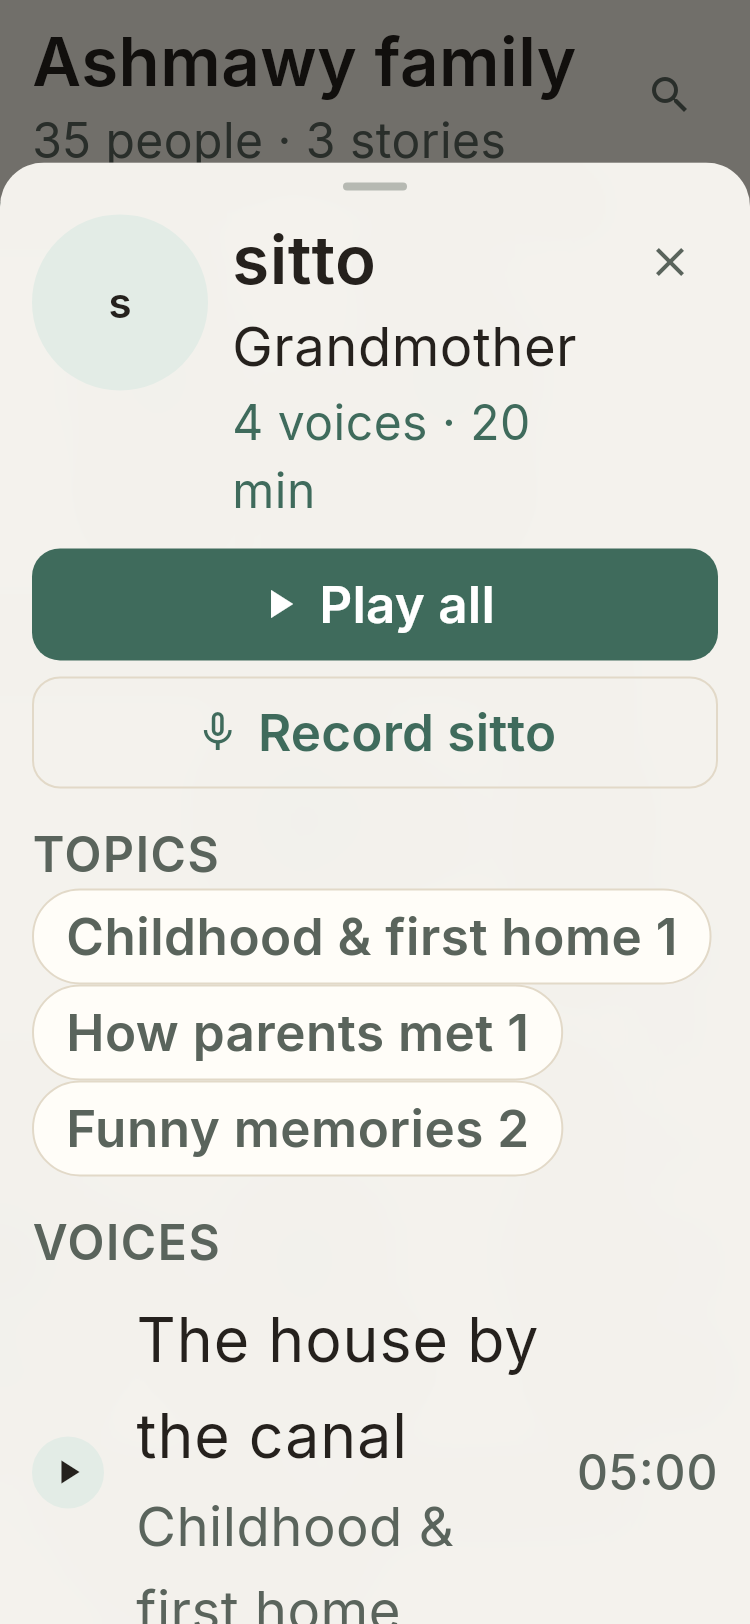 Ashmawy family
35 people · 3 stories
s
sitto
Grandmother
4 voices · 20
min
Play all
Record sitto
TOPICS
Childhood & first home 1
How parents met 1
Funny memories 2
VOICES
The house by
the canal
05:00
Childhood &
first home